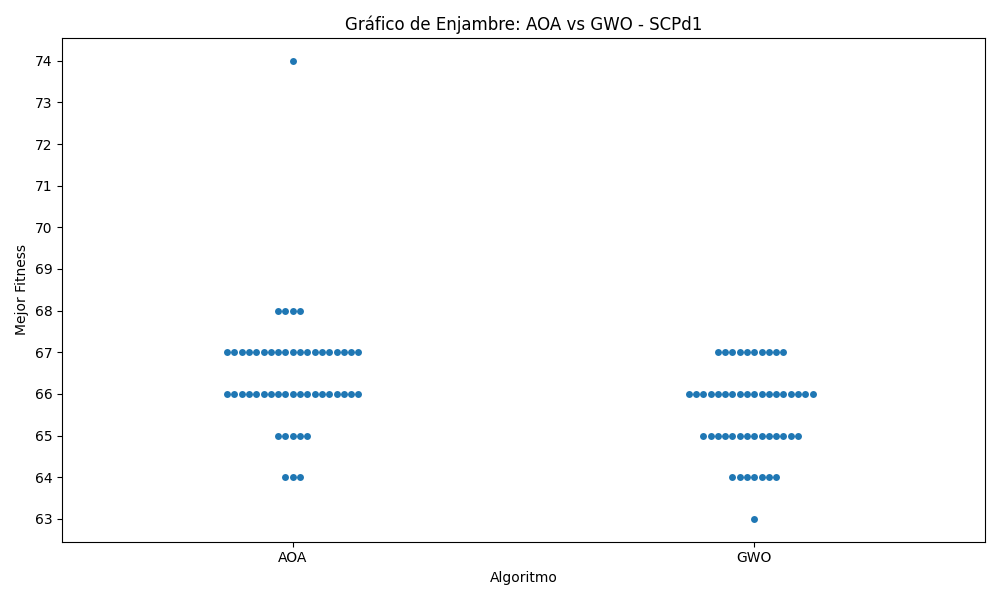 Gráfico de Enjambre: AOA vs GWO - SCPd1
Mejor Fitness
74
73
72
71
70
69
68
67
66
65
64
63
AOA
GWO
Algoritmo